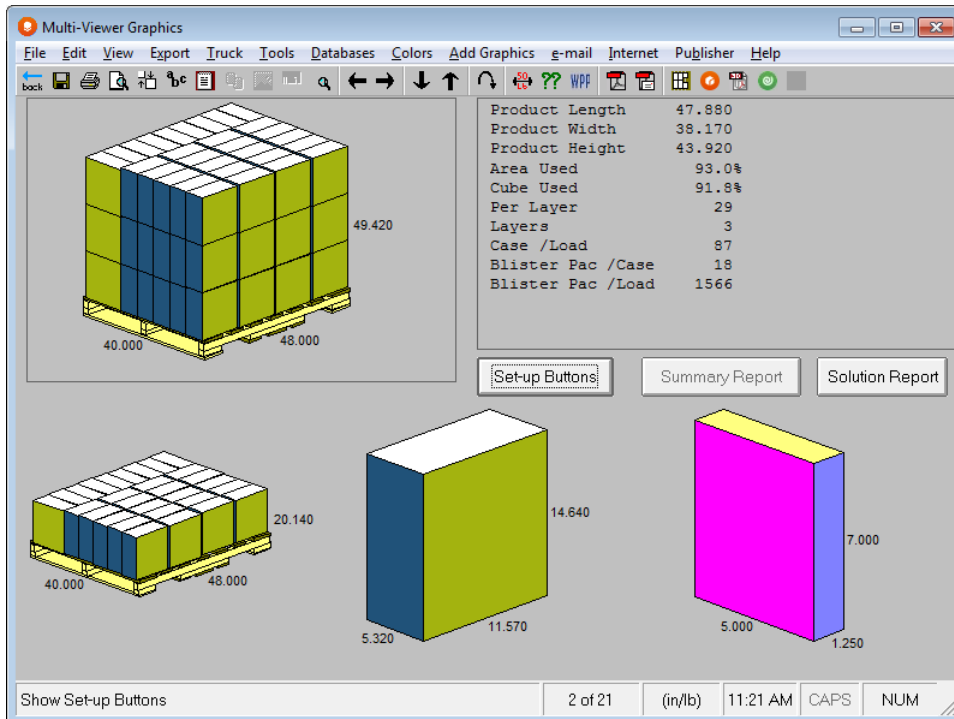 Multi-Viewer Graphics
File Edit View Export Truck Tools Databases Colors Add Graphics e-mail Internet Publisher Help
back abc 50 LB ?? WPP
Product Length 47.880
Product Width 38.170
Product Height 43.920
Area Used 93.0%
Cube Used 91.8%
Per Layer 29
Layers 3
Case /Load 87
Blister Pac /Case 18
Blister Pac /Load 1566
49.420
40.000
48.000
Set-up Buttons Summary Report Solution Report
20.140
40.000
48.000
14.640
5.320
11.570
7.000
5.000
1.250
Show Set-up Buttons 2 of 21 (in/lb) 11:21 AM CAPS NUM